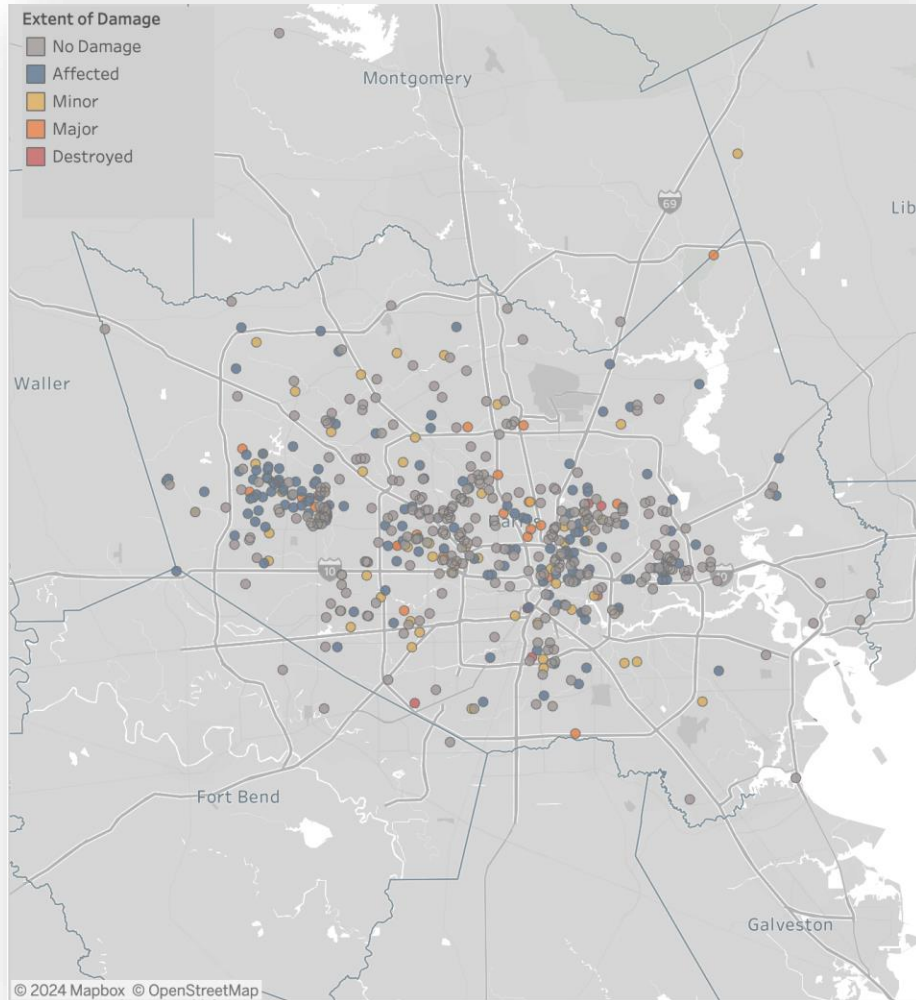 Extent of Damage
No Damage
Affected
Minor
Major
Destroyed
Montgomery
69
Lib
Waller
10
Fort Bend
Galveston
© 2024 Mapbox © OpenStreetMap